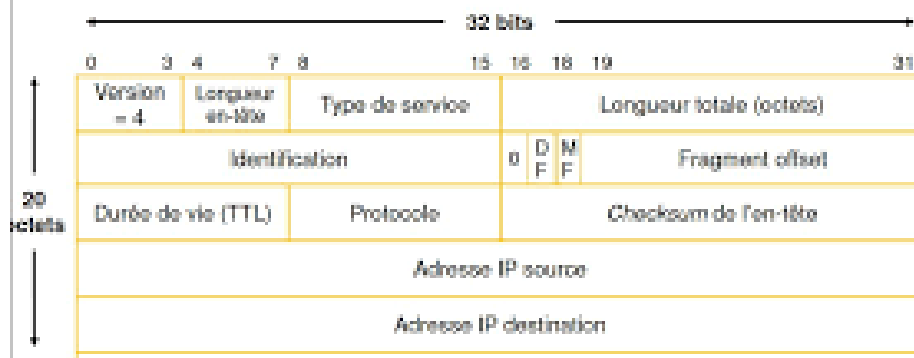 32 bits
0 3 4 7 8 15 16 18 19 31
Version = 4
Longueur en-tête
Type de service
Longueur totale (octets)
Identification
0
DF
MF
Fragment offset
20 octets
Durée de vie (TTL)
Protocole
Checksum de l'en-tête
Adresse IP source
Adresse IP destination